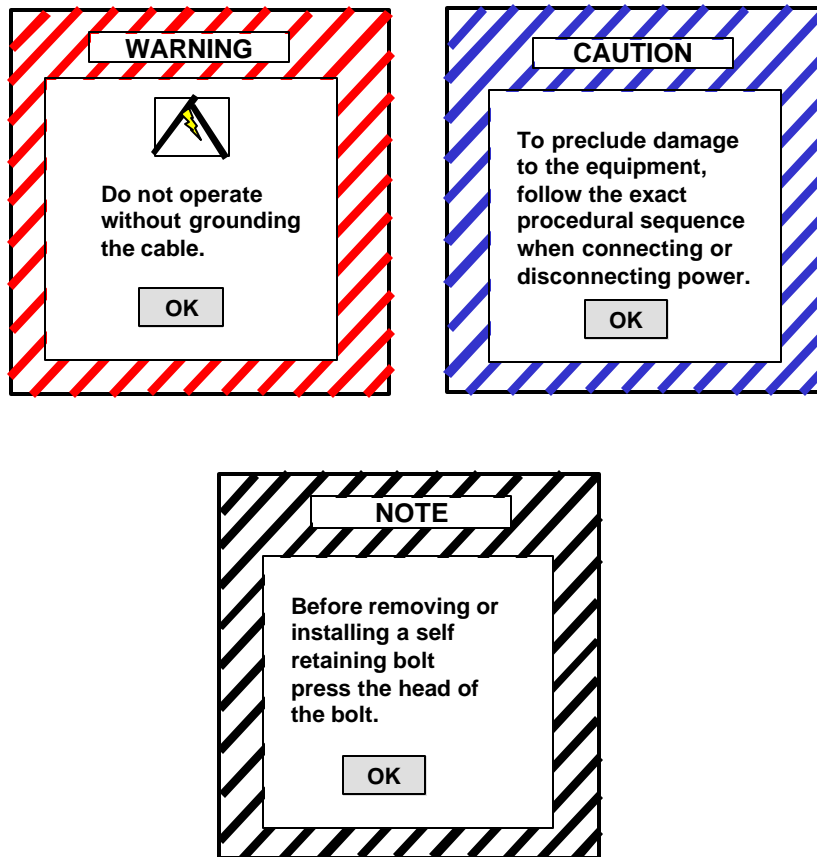 WARNING
Do not operate
without grounding
the cable.
OK
CAUTION
To preclude damage
to the equipment,
follow the exact
procedural sequence
when connecting or
disconnecting power.
OK
NOTE
Before removing or
installing a self
retaining bolt
press the head of
the bolt.
OK